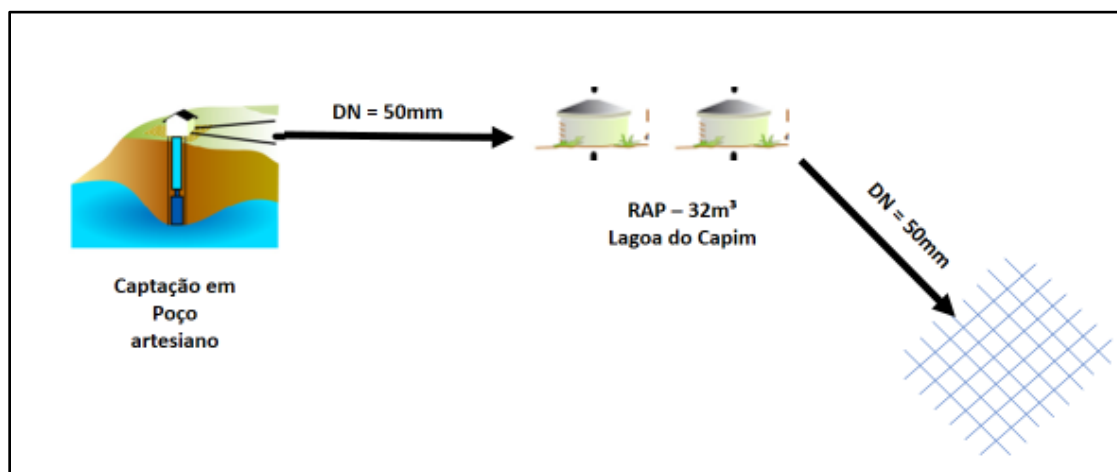 DN = 50mm
Captação em
Poço
artesiano
RAP – 32m³
Lagoa do Capim
DN = 50mm